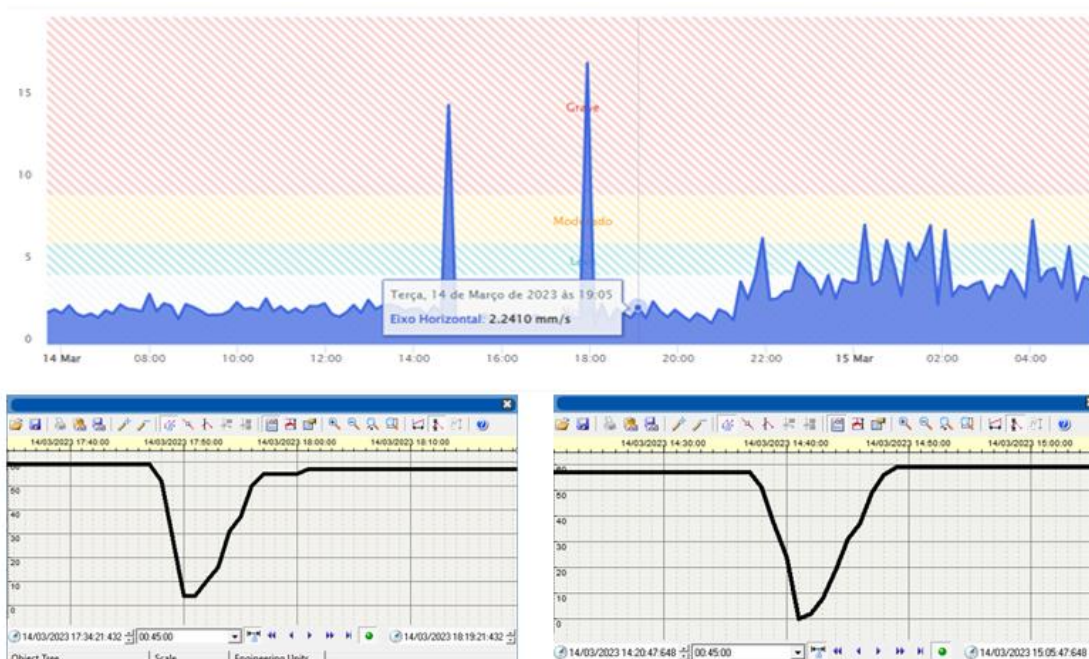 15
Grave
10
Moderado
5
Terça, 14 de Março de 2023 às 19:05
Eixo Horizontal: 2.2410 mm/s
0
14 Mar 08:00 10:00 12:00 14:00 16:00 18:00 20:00 22:00 15 Mar 02:00 04:00
14/03/2023 17:40:00 14/03/2023 17:50:00 14/03/2023 18:00:00 14/03/2023 18:10:00
60
50
40
30
20
10
0
14/03/2023 17:34:21:432 00:45:00 14/03/2023 18:19:21:432
Object Tree Scale Engineering Units
14/03/2023 14:30:00 14/03/2023 14:40:00 14/03/2023 14:50:00 14/03/2023 15:00:00
60
50
40
30
20
10
0
14/03/2023 14:20:47:648 00:45:00 14/03/2023 15:05:47:648